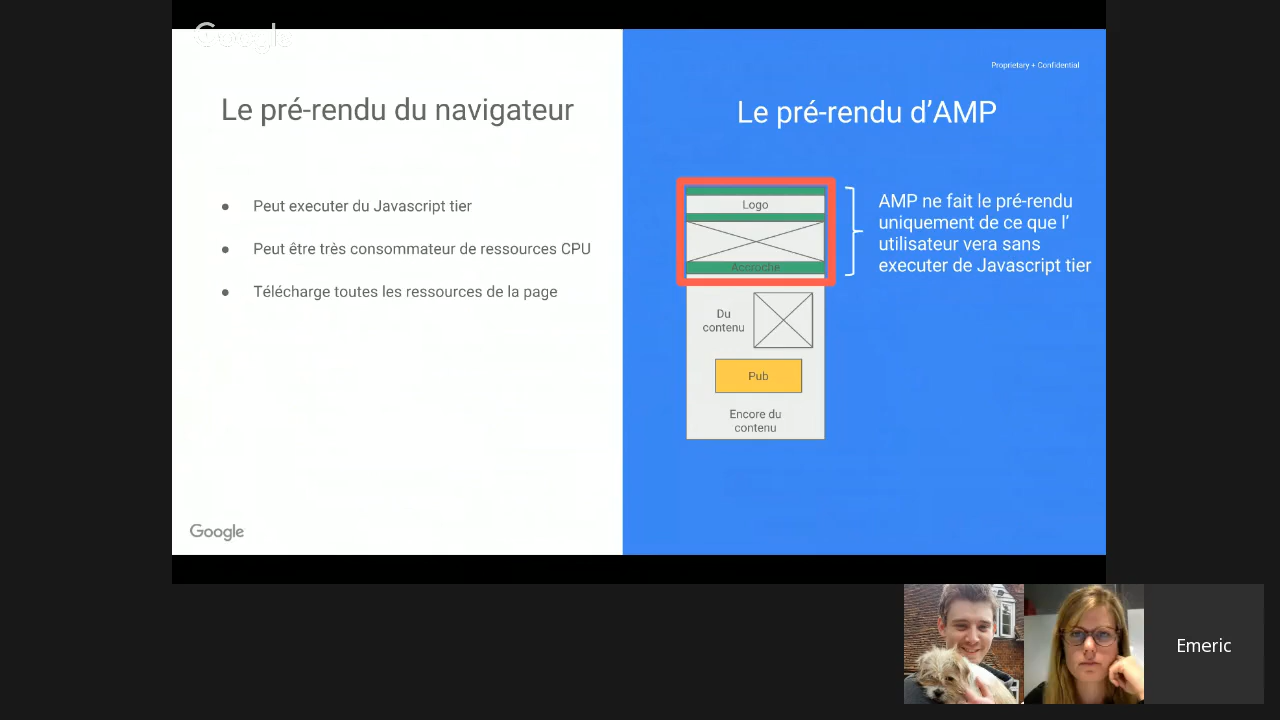 Google
Proprietary + Confidential
Le pré-rendu du navigateur
Peut executer du Javascript tier
Peut être très consommateur de ressources CPU
Télécharge toutes les ressources de la page
Google
Le pré-rendu d’AMP
Logo
Accroche
Du
contenu
Pub
Encore du
contenu
AMP ne fait le pré-rendu
uniquement de ce que l’
utilisateur vera sans
executer de Javascript tier
Emeric